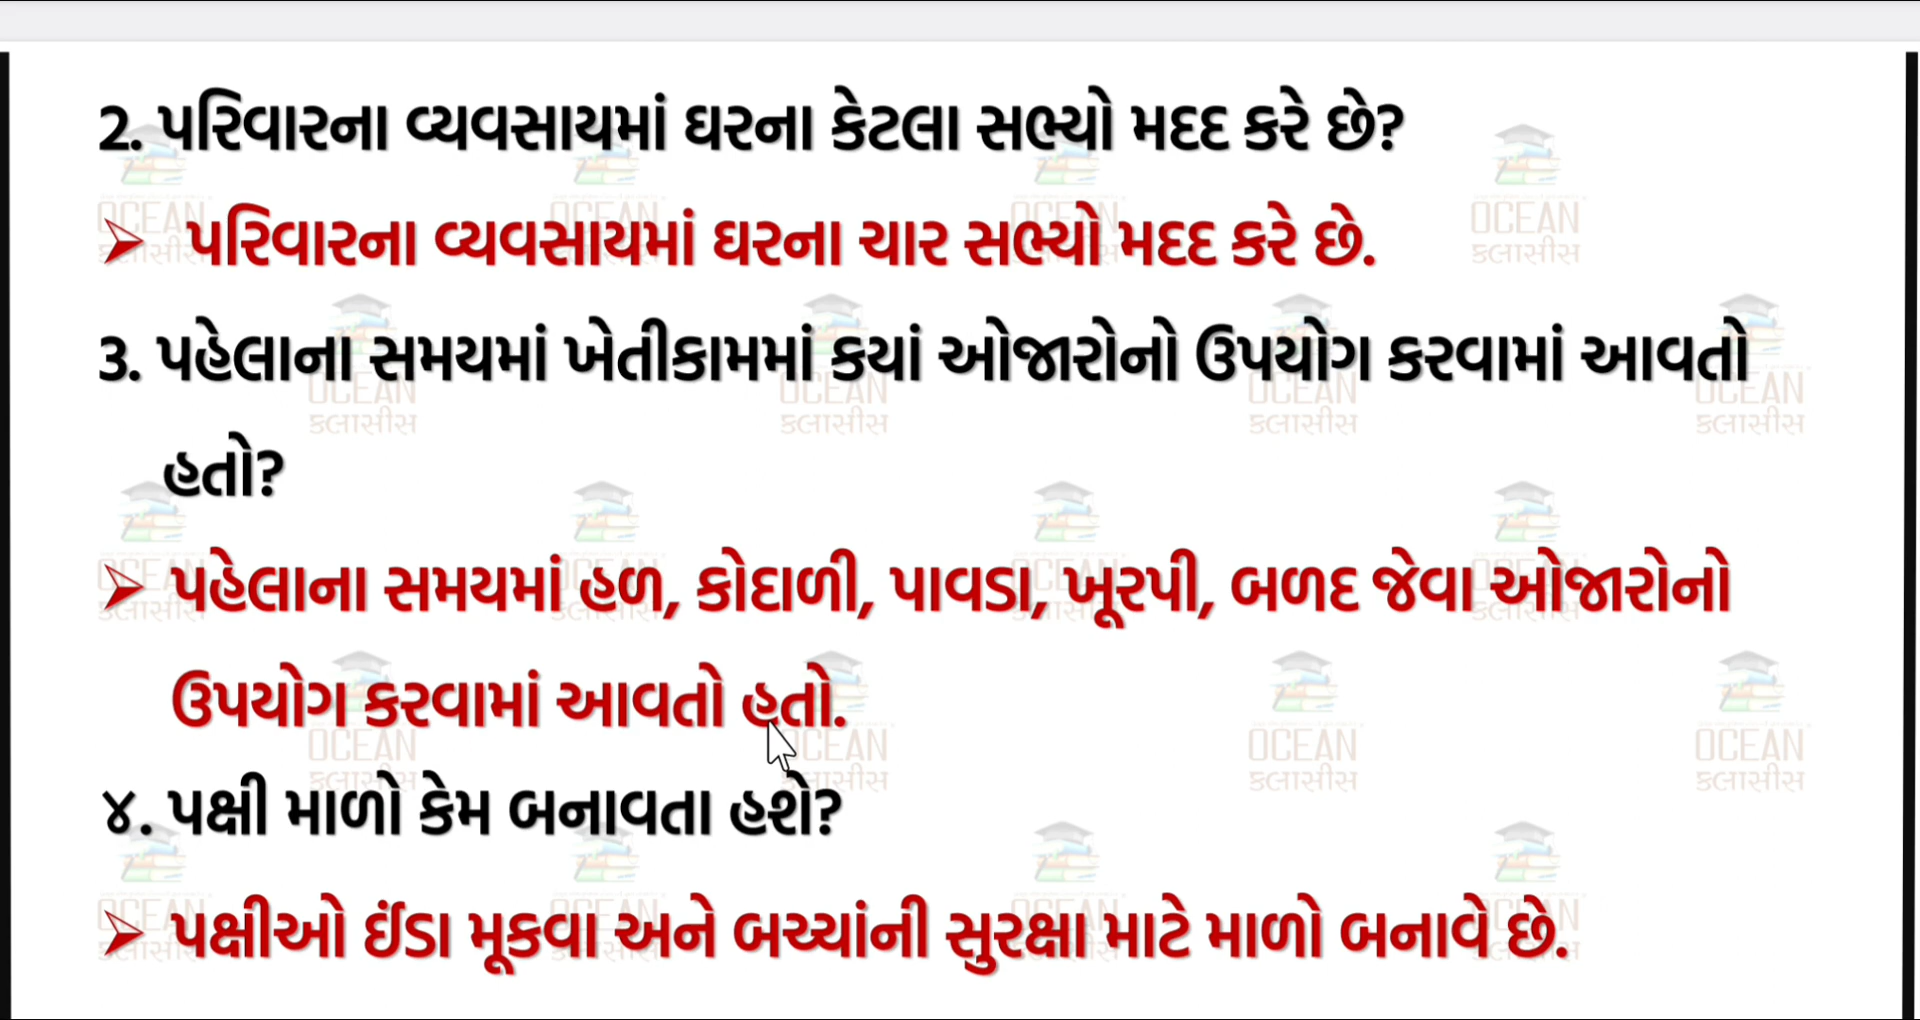 2. પરિવારના વ્યવસાયમાં ઘરના કેટલા સભ્યો મદદ કરે છે?
➢ પરિવારના વ્યવસાયમાં ઘરના ચાર સભ્યો મદદ કરે છે.
3. પહેલાના સમયમાં ખેતીકામમાં કયાં ઓજારોનો ઉપયોગ કરવામાં આવતો
હતો?
➢ પહેલાના સમયમાં હળ, કોદાળી, પાવડા, ખૂરપી, બળદ જેવા ઓજારોનો
ઉપયોગ કરવામાં આવતો હતો.
૪. પક્ષી માળો કેમ બનાવતા હશે?
➢ પક્ષીઓ ઈંડા મૂકવા અને બચ્ચાંની સુરક્ષા માટે માળો બનાવે છે.
OCEAN
કલાસીસ